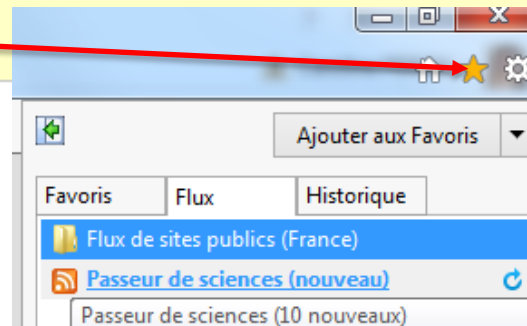 Ajouter aux Favoris
Favoris Flux Historique
Flux de sites publics (France)
Passeur de sciences (nouveau)
Passeur de sciences (10 nouveaux)